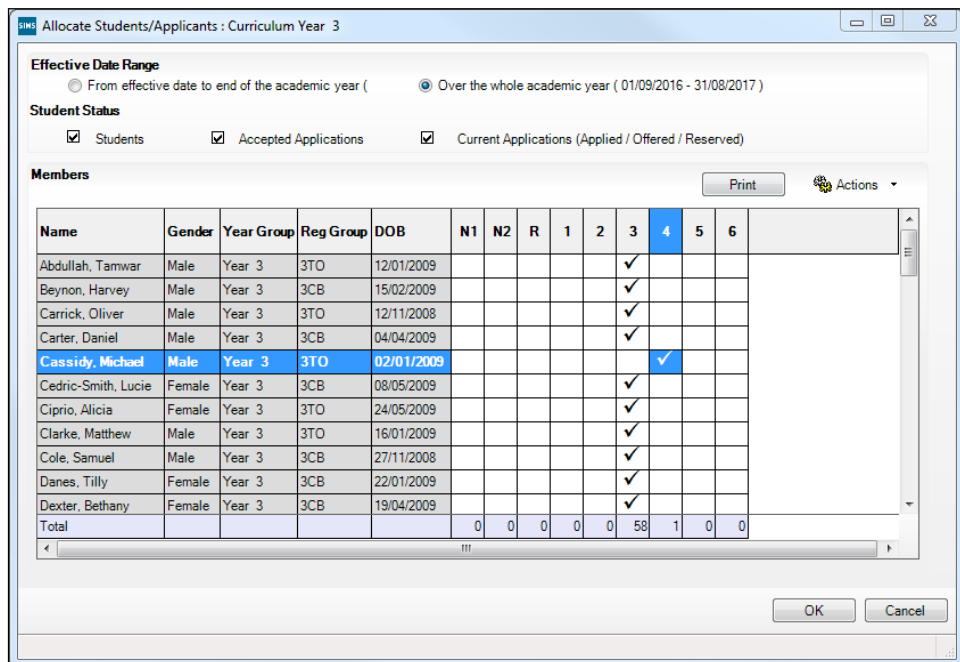 SIMS Allocate Students/Applicants : Curriculum Year 3
Effective Date Range
From effective date to end of the academic year ( Over the whole academic year ( 01/09/2016 - 31/08/2017 )
Student Status
Students Accepted Applications Current Applications (Applied / Offered / Reserved)
Members
Print Actions
Name Gender Year Group Reg Group DOB N1 N2 R 1 2 3 4 5 6
Abdullah, Tamwar Male Year 3 3TO 12/01/2009 ✓
Beynon, Harvey Male Year 3 3CB 15/02/2009 ✓
Carrick, Oliver Male Year 3 3TO 12/11/2008 ✓
Carter, Daniel Male Year 3 3CB 04/04/2009 ✓
Cassidy, Michael Male Year 3 3TO 02/01/2009 ✓
Cedric-Smith, Lucie Female Year 3 3CB 08/05/2009 ✓
Ciprio, Alicia Female Year 3 3TO 24/05/2009 ✓
Clarke, Matthew Male Year 3 3TO 16/01/2009 ✓
Cole, Samuel Male Year 3 3CB 27/11/2008 ✓
Danes, Tilly Female Year 3 3CB 22/01/2009 ✓
Dexter, Bethany Female Year 3 3CB 19/04/2009 ✓
Total 0 0 0 0 0 58 1 0 0
OK Cancel